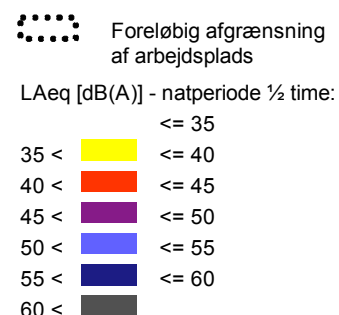 Foreløbig afgrænsning
af arbejdsplads
LAeq [dB(A)] - natperiode ½ time:
<= 35
35 < <= 40
40 < <= 45
45 < <= 50
50 < <= 55
55 < <= 60
60 <